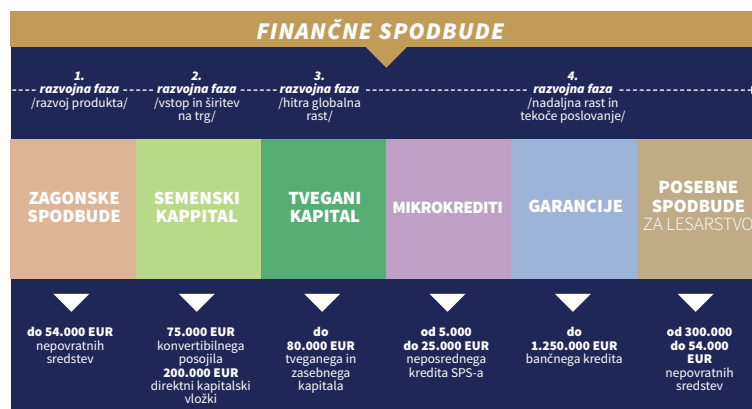 FINANČNE SPODBUDE
1.
razvojna faza
/razvoj produkta/
2.
razvojna faza
/vstop in širitev
na trg/
3.
razvojna faza
/hitra globalna
rast/
4.
razvojna faza
/nadaljna rast in
tekoče poslovanje/
ZAGONSKE
SPODBUDE
SEMENSKI
KAPPITAL
TVEGANI
KAPITAL
MIKROKREDITI
GARANCIJE
POSEBNE
SPODBUDE
ZA LESARSTVO
do 54.000 EUR
nepovratnih
sredstev
75.000 EUR
konvertibilnega
posojila
200.000 EUR
direktni kapitalski
vložki
do
80.000 EUR
tveganega in
zasebnega
kapitala
od 5.000
do 25.000 EUR
neposrednega
kredita SPS-a
do
1.250.000 EUR
bančnega kredita
od 300.000
do 54.000
EUR
nepovratnih
sredstev